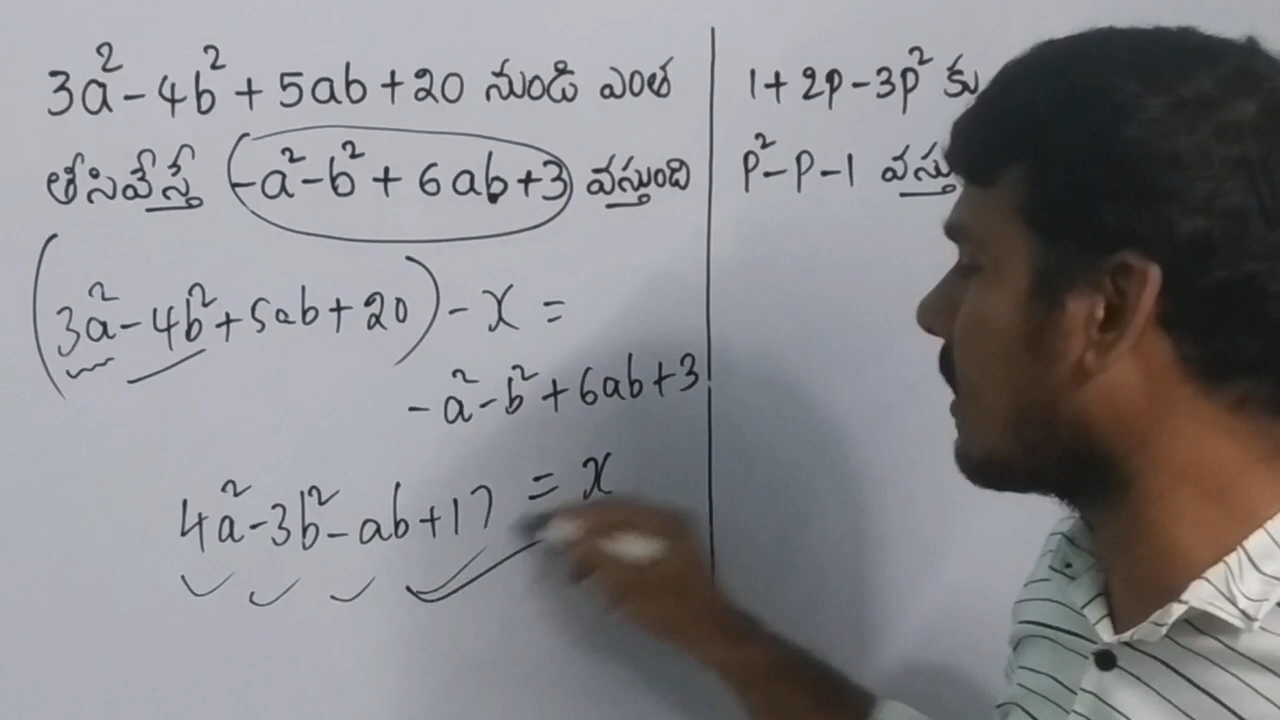 3a² - 4b² + 5ab + 20 నుండి ఎంత
తీసివేస్తే (-a² - b² + 6ab + 3) వస్తుంది
(3a² - 4b² + 5ab + 20) - x =
-a² - b² + 6ab + 3
4a² - 3b² - ab + 17 = x
1 + 2p - 3p² కు
p² - p - 1 వస్తు